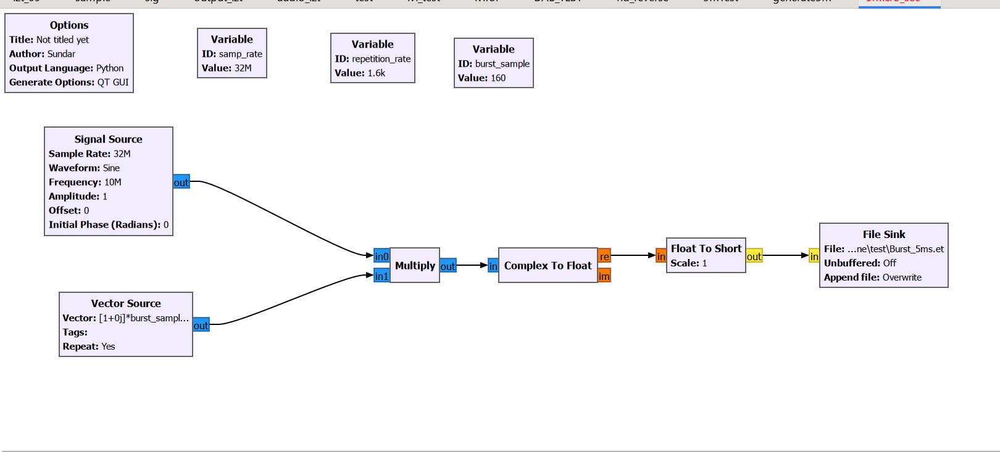 Options
Title: Not titled yet
Author: Sundar
Output Language: Python
Generate Options: QT GUI
Variable
ID: samp_rate
Value: 32M
Variable
ID: repetition_rate
Value: 1.6k
Variable
ID: burst_sample
Value: 160
Signal Source
Sample Rate: 32M
Waveform: Sine
Frequency: 10M
Amplitude: 1
Offset: 0
Initial Phase (Radians): 0
out
Vector Source
Vector: [1+0j]*burst_sampl...
Tags:
Repeat: Yes
out
in0
in1
Multiply
out
in
Complex To Float
re
im
in
Float To Short
Scale: 1
out
in
File Sink
File: ...ne\test\Burst_5ms.et
Unbuffered: Off
Append file: Overwrite